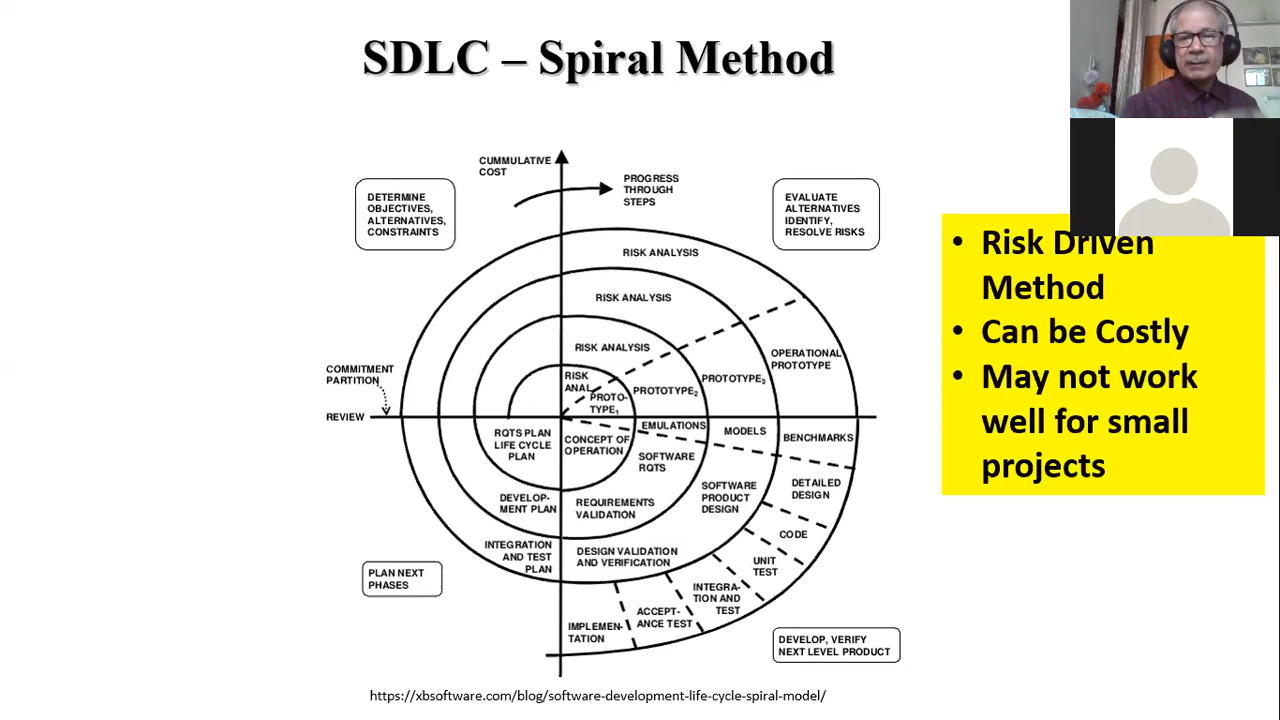 SDLC – Spiral Method
CUMMULATIVE
COST
PROGRESS
THROUGH
STEPS
DETERMINE
OBJECTIVES,
ALTERNATIVES,
CONSTRAINTS
EVALUATE
ALTERNATIVES
IDENTIFY,
RESOLVE RISKS
RISK ANALYSIS
RISK ANALYSIS
RISK ANALYSIS
RISK
ANAL.
PROTO-
TYPE1
PROTOTYPE2
PROTOTYPE3
OPERATIONAL
PROTOTYPE
COMMITMENT
PARTITION
REVIEW
RQTS PLAN
LIFE CYCLE
PLAN
CONCEPT OF
OPERATION
EMULATIONS
MODELS
BENCHMARKS
SOFTWARE
RQTS
SOFTWARE
PRODUCT
DESIGN
DETAILED
DESIGN
DEVELOP-
MENT PLAN
REQUIREMENTS
VALIDATION
CODE
UNIT
TEST
INTEGRATION
AND TEST
PLAN
DESIGN VALIDATION
AND VERIFICATION
INTEGRA-
TION AND
TEST
ACCEPT-
ANCE TEST
IMPLEMEN-
TATION
PLAN NEXT
PHASES
DEVELOP, VERIFY
NEXT LEVEL PRODUCT
• Risk Driven
Method
• Can be Costly
• May not work
well for small
projects
https://xbsoftware.com/blog/software-development-life-cycle-spiral-model/